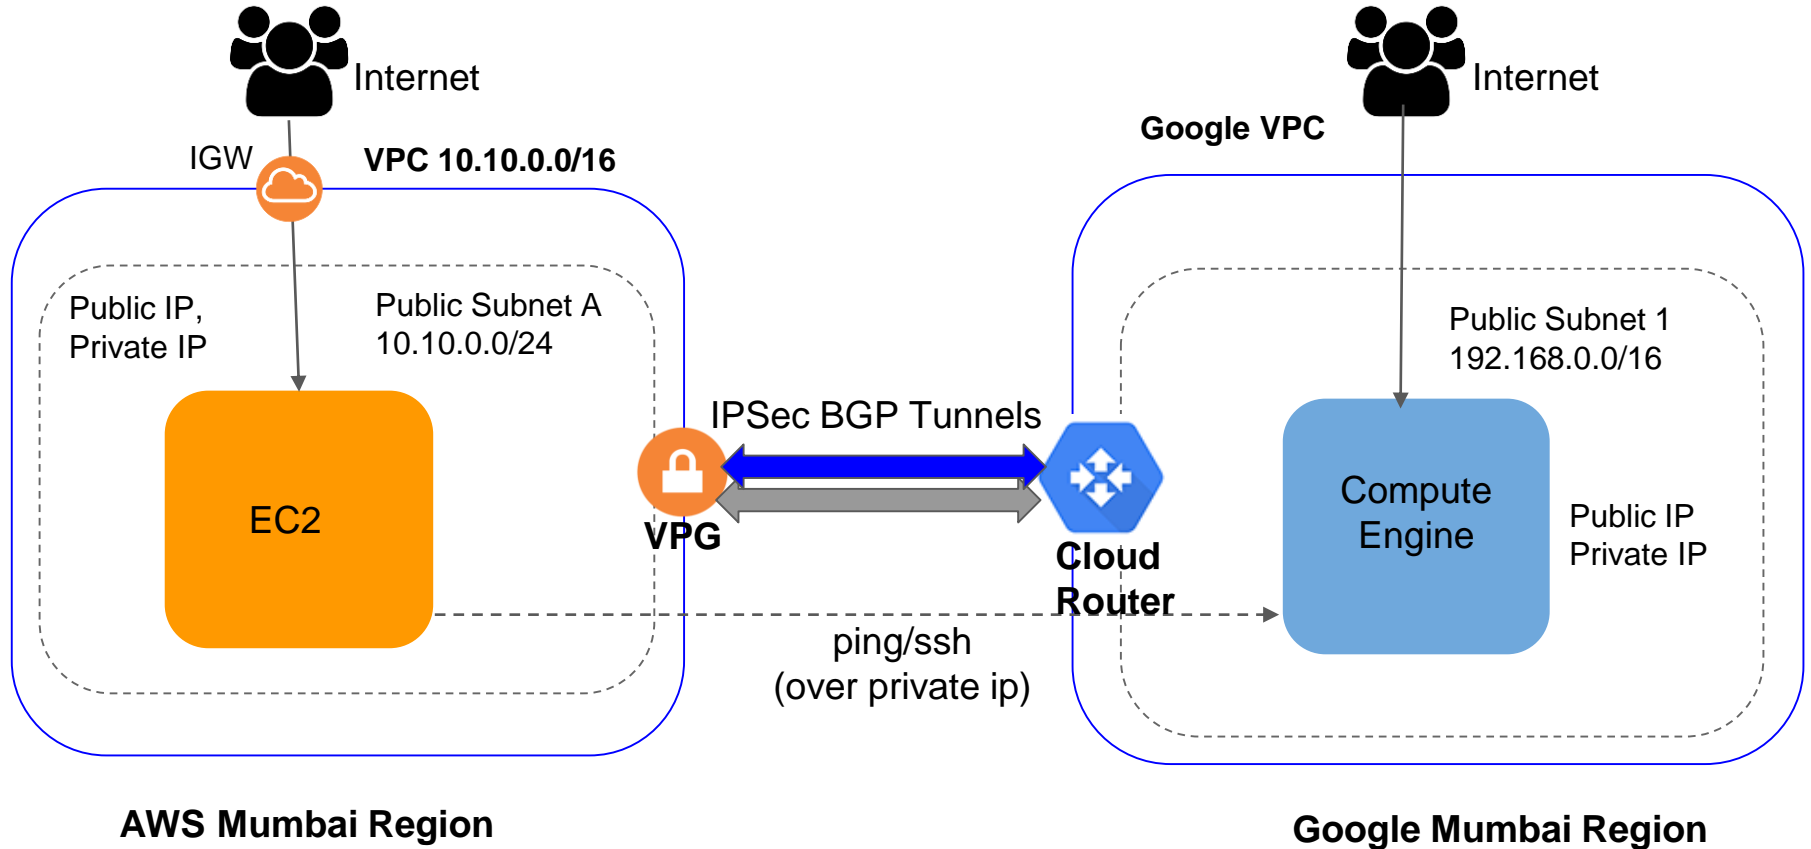 Internet
Internet
Google VPC
IGW
VPC 10.10.0.0/16
Public IP,
Private IP
Public Subnet A
10.10.0.0/24
Public Subnet 1
192.168.0.0/16
IPSec BGP Tunnels
EC2
VPG
Cloud
Router
Compute
Engine
Public IP
Private IP
ping/ssh
(over private ip)
AWS Mumbai Region
Google Mumbai Region